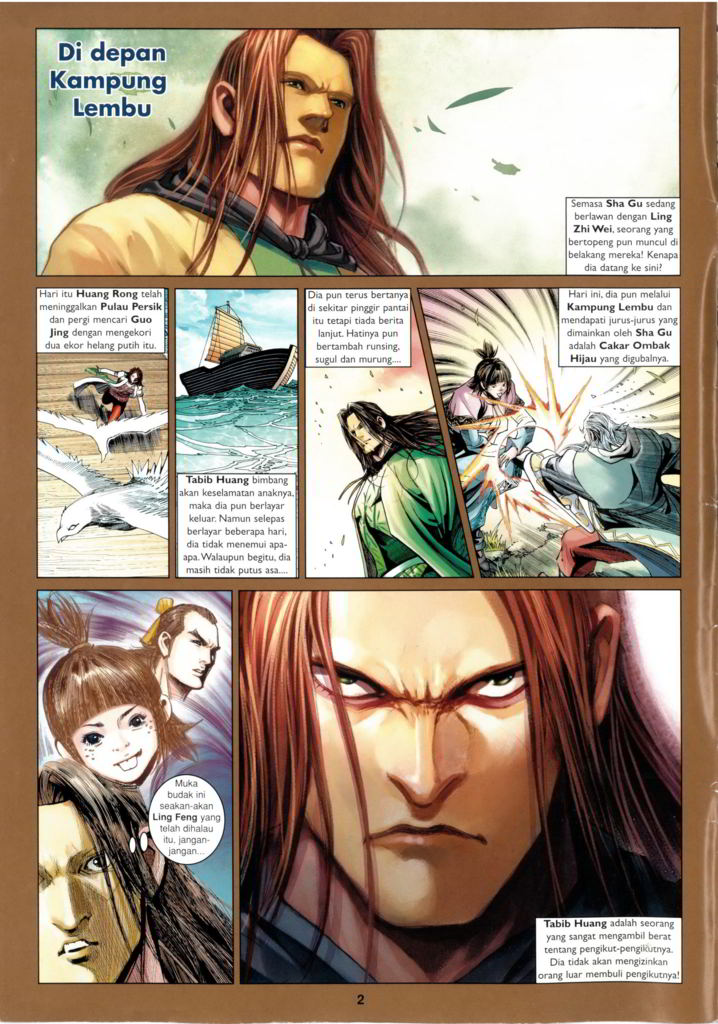 Di depan
Kampung
Lembu
Semasa Sha Gu sedang
berlawan dengan Ling
Zhi Wei, seorang yang
bertopeng pun muncul di
belakang mereka! Kenapa
dia datang ke sini?
Hari itu Huang Rong telah
meninggalkan Pulau Persik
dan pergi mencari Guo
Jing dengan mengekori
dua ekor helang putih itu.
Tabib Huang bimbang
akan keselamatan anaknya,
maka dia pun berlayar
keluar. Namun selepas
berlayar beberapa hari,
dia tidak menemui apa-
apa. Walaupun begitu, dia
masih tidak putus asa....
Dia pun terus bertanya
di sekitar pinggir pantai
itu tetapi tiada berita
lanjut. Hatinya pun
bertambah runsing,
sugul dan murung....
Hari ini, dia pun melalui
Kampung Lembu dan
mendapati jurus-jurus yang
dimainkan oleh Sha Gu
adalah Cakar Ombak
Hijau yang digubalnya.
Muka
budak ini
seakan-akan
Ling Feng yang
telah dihalau
itu, jangan-
jangan...
Tabib Huang adalah seorang
yang sangat mengambil berat
tentang pengikut-pengikutnya.
Dia tidak akan mengizinkan
orang luar membuli pengikutnya!
2